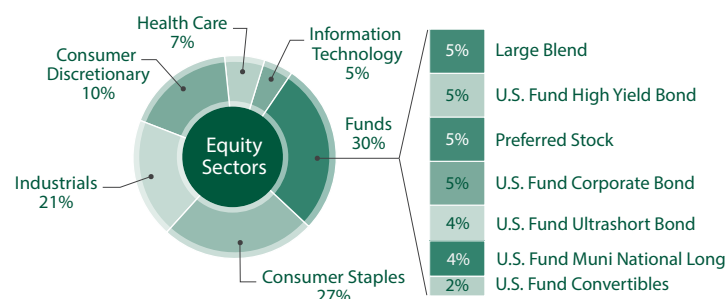 Health Care
7%
Information
Technology
5%
Consumer
Discretionary
10%
Funds
30%
Equity
Sectors
Industrials
21%
Consumer Staples
27%
5% Large Blend
5% U.S. Fund High Yield Bond
5% Preferred Stock
5% U.S. Fund Corporate Bond
4% U.S. Fund Ultrashort Bond
4% U.S. Fund Muni National Long
2% U.S. Fund Convertibles